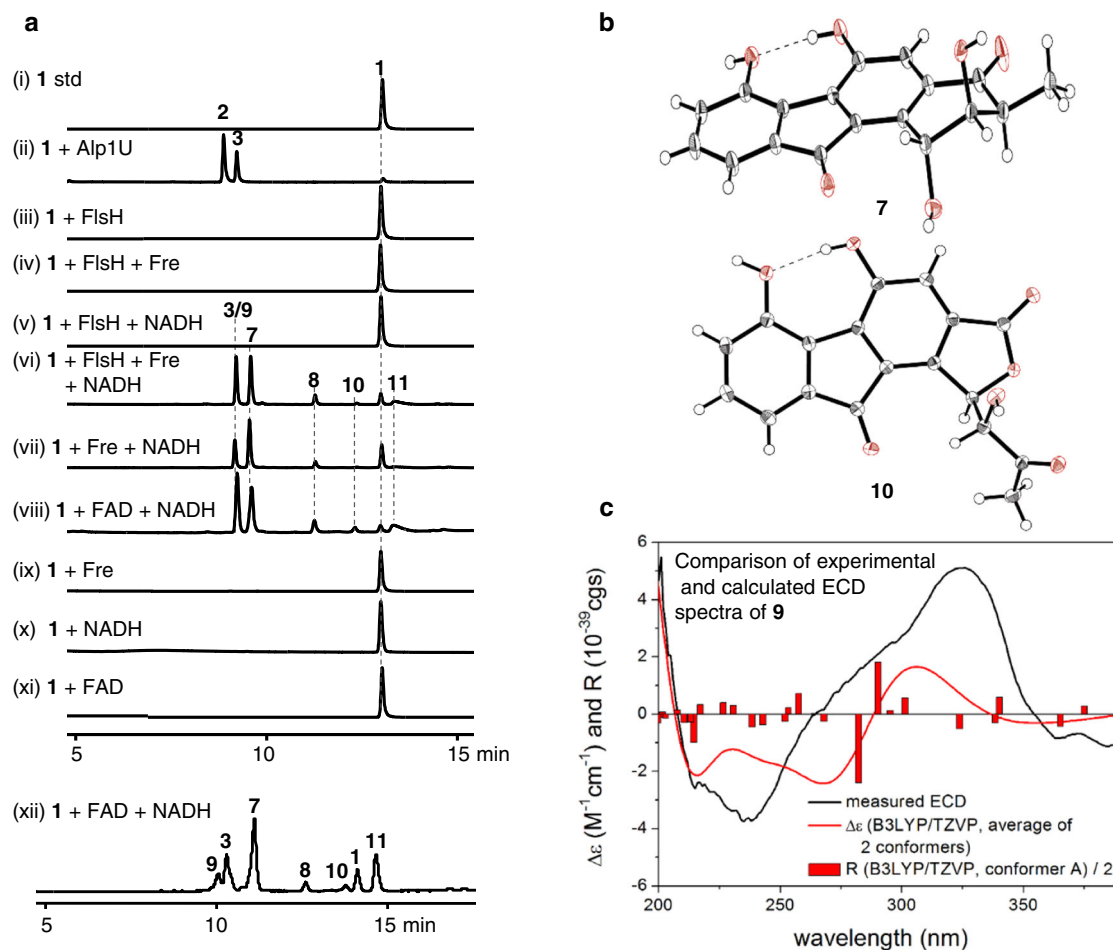 a
(i) 1 std
1
2
3
(ii) 1 + Alp1U
(iii) 1 + FlsH
(iv) 1 + FlsH + Fre
(v) 1 + FlsH + NADH
3/9
7
(vi) 1 + FlsH + Fre
+ NADH
8
10
11
(vii) 1 + Fre + NADH
(viii) 1 + FAD + NADH
(ix) 1 + Fre
(x) 1 + NADH
(xi) 1 + FAD
5
10
15 min
(xii) 1 + FAD + NADH
9
3
7
8
10
1
11
5
10
15 min
b
7
10
c
Comparison of experimental
and calculated ECD
spectra of 9
Δε (M⁻¹cm⁻¹) and R (10⁻³⁹cgs)
6
4
2
0
-2
-4
-6
measured ECD
Δε (B3LYP/TZVP, average of
2 conformers)
R (B3LYP/TZVP, conformer A) / 2
200
250
300
350
wavelength (nm)